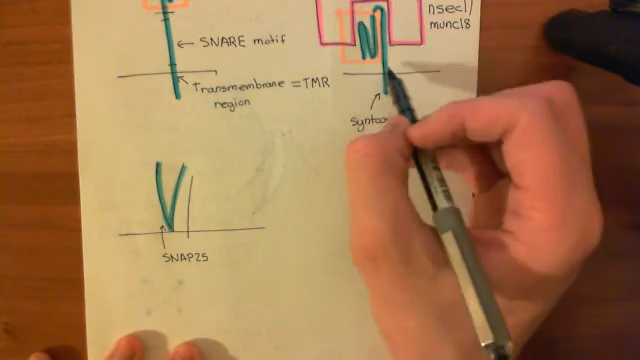 nsec1/
munc18
SNARE motif
Transmembrane = TMR
region
SNAP25